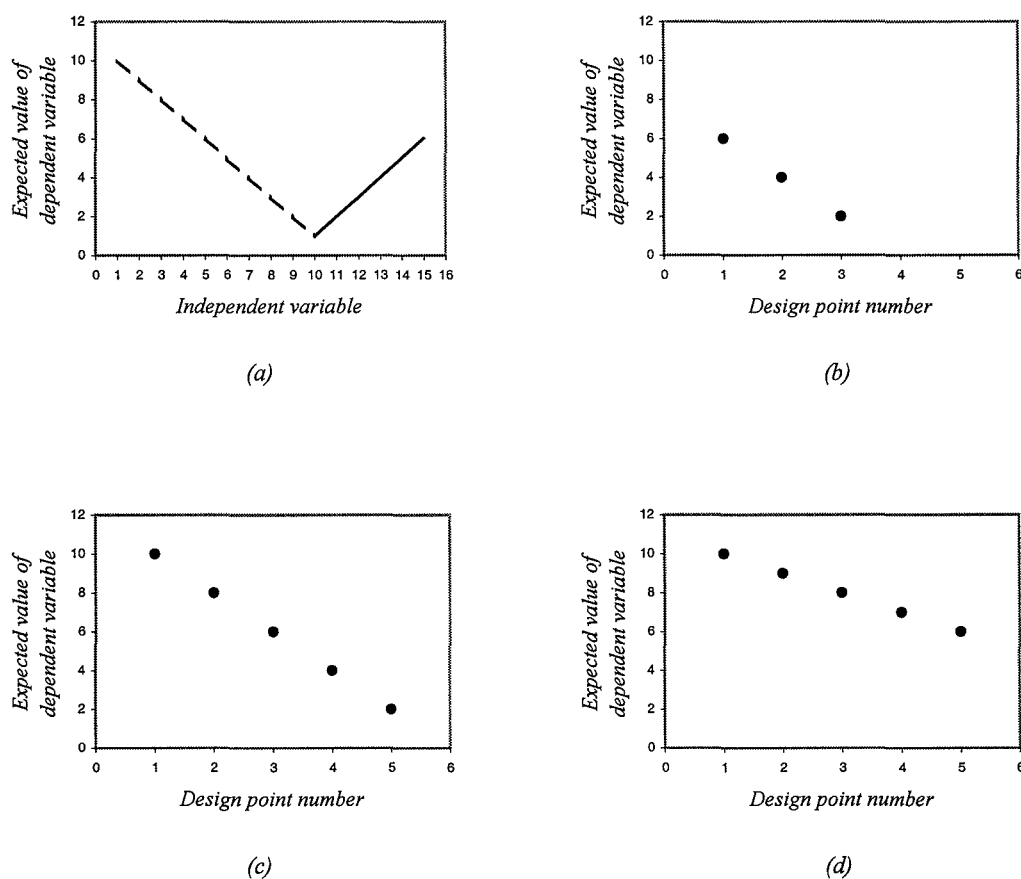 Expected value of
dependent variable
12
10
8
6
4
2
0
0 1 2 3 4 5 6 7 8 9 10 11 12 13 14 15 16
Independent variable
(a)
Expected value of
dependent variable
12
10
8
6
4
2
0
0 1 2 3 4 5 6
Design point number
(b)
Expected value of
dependent variable
12
10
8
6
4
2
0
0 1 2 3 4 5 6
Design point number
(c)
Expected value of
dependent variable
12
10
8
6
4
2
0
0 1 2 3 4 5 6
Design point number
(d)